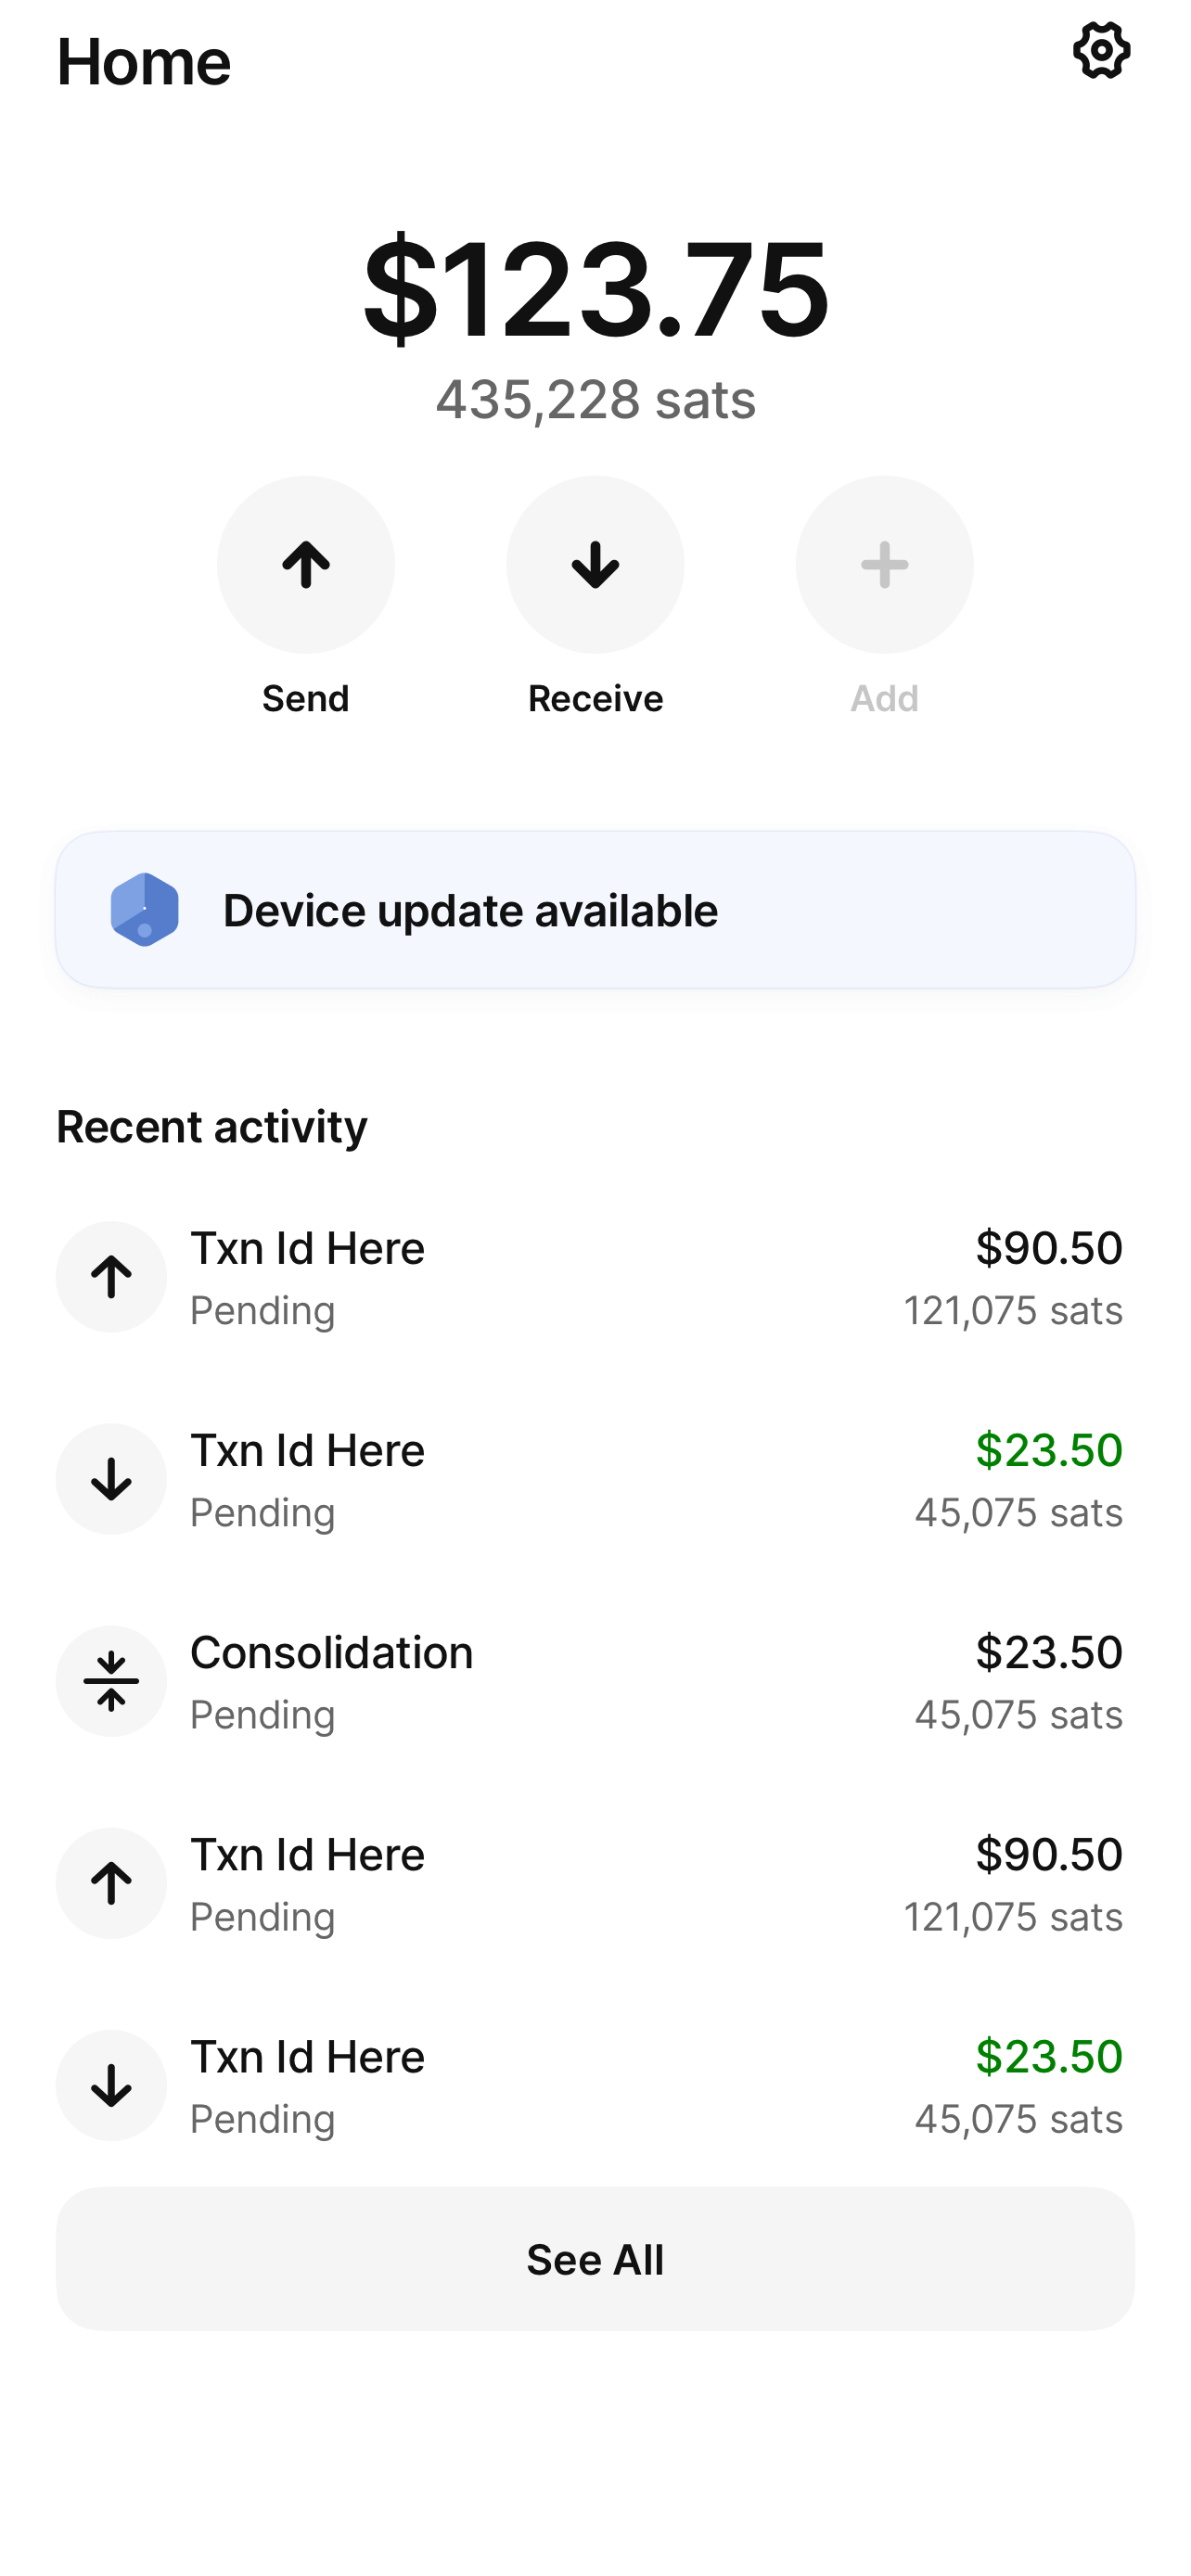 Home
$123.75
435,228 sats
Send
Receive
Add
Device update available
Recent activity
Txn Id Here
$90.50
Pending
121,075 sats
Txn Id Here
$23.50
Pending
45,075 sats
Consolidation
$23.50
Pending
45,075 sats
Txn Id Here
$90.50
Pending
121,075 sats
Txn Id Here
$23.50
Pending
45,075 sats
See All